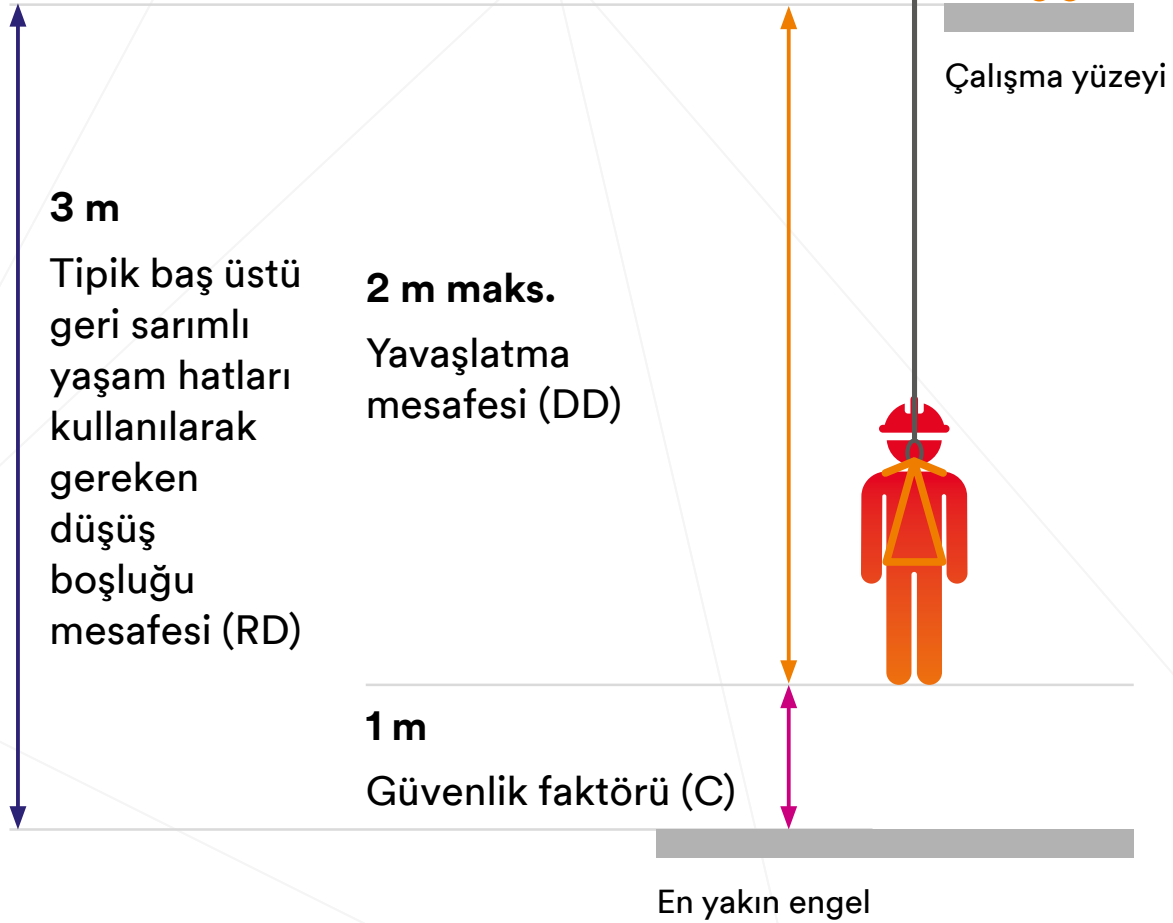 Çalışma yüzeyi
3 m
Tipik baş üstü
geri sarımlı
yaşam hatları
kullanılarak
gereken
düşüş
boşluğu
mesafesi (RD)
2 m maks.
Yavaşlatma
mesafesi (DD)
1 m
Güvenlik faktörü (C)
En yakın engel